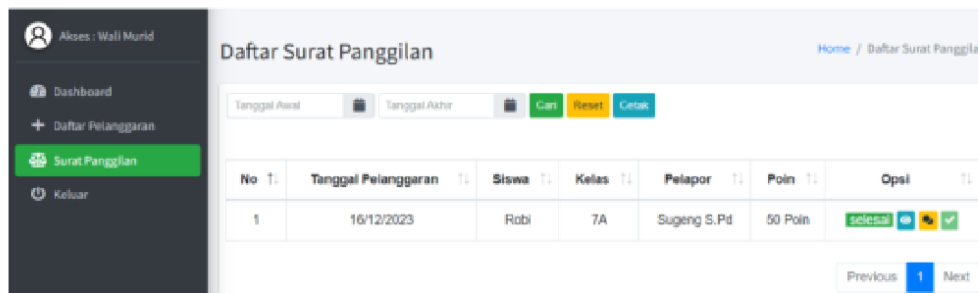 Akses : Wali Murid
Dashboard
Daftar Pelanggaran
Surat Panggilan
Keluar
Daftar Surat Panggilan
Home / Daftar Surat Panggila
Tanggal Awal Tanggal Akhir Cari Reset Cetak
No Tanggal Pelanggaran Siswa Kelas Pelapor Poin Opsi
1 16/12/2023 Robi 7A Sugeng S.Pd 50 Poin selesai
Previous 1 Next